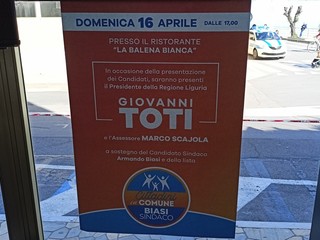 DOMENICA 16 APRILE DALLE 17,00
PRESSO IL RISTORANTE
"LA BALENA BIANCA"
In occasione della presentazione
dei Candidati, saranno presenti
il Presidente della Regione Liguria
GIOVANNI
TOTI
e l'Assessore MARCO SCAJOLA
a sostegno del Candidato Sindaco
Armando Biasi e della lista
COMUNE
BIASI
SINDACO